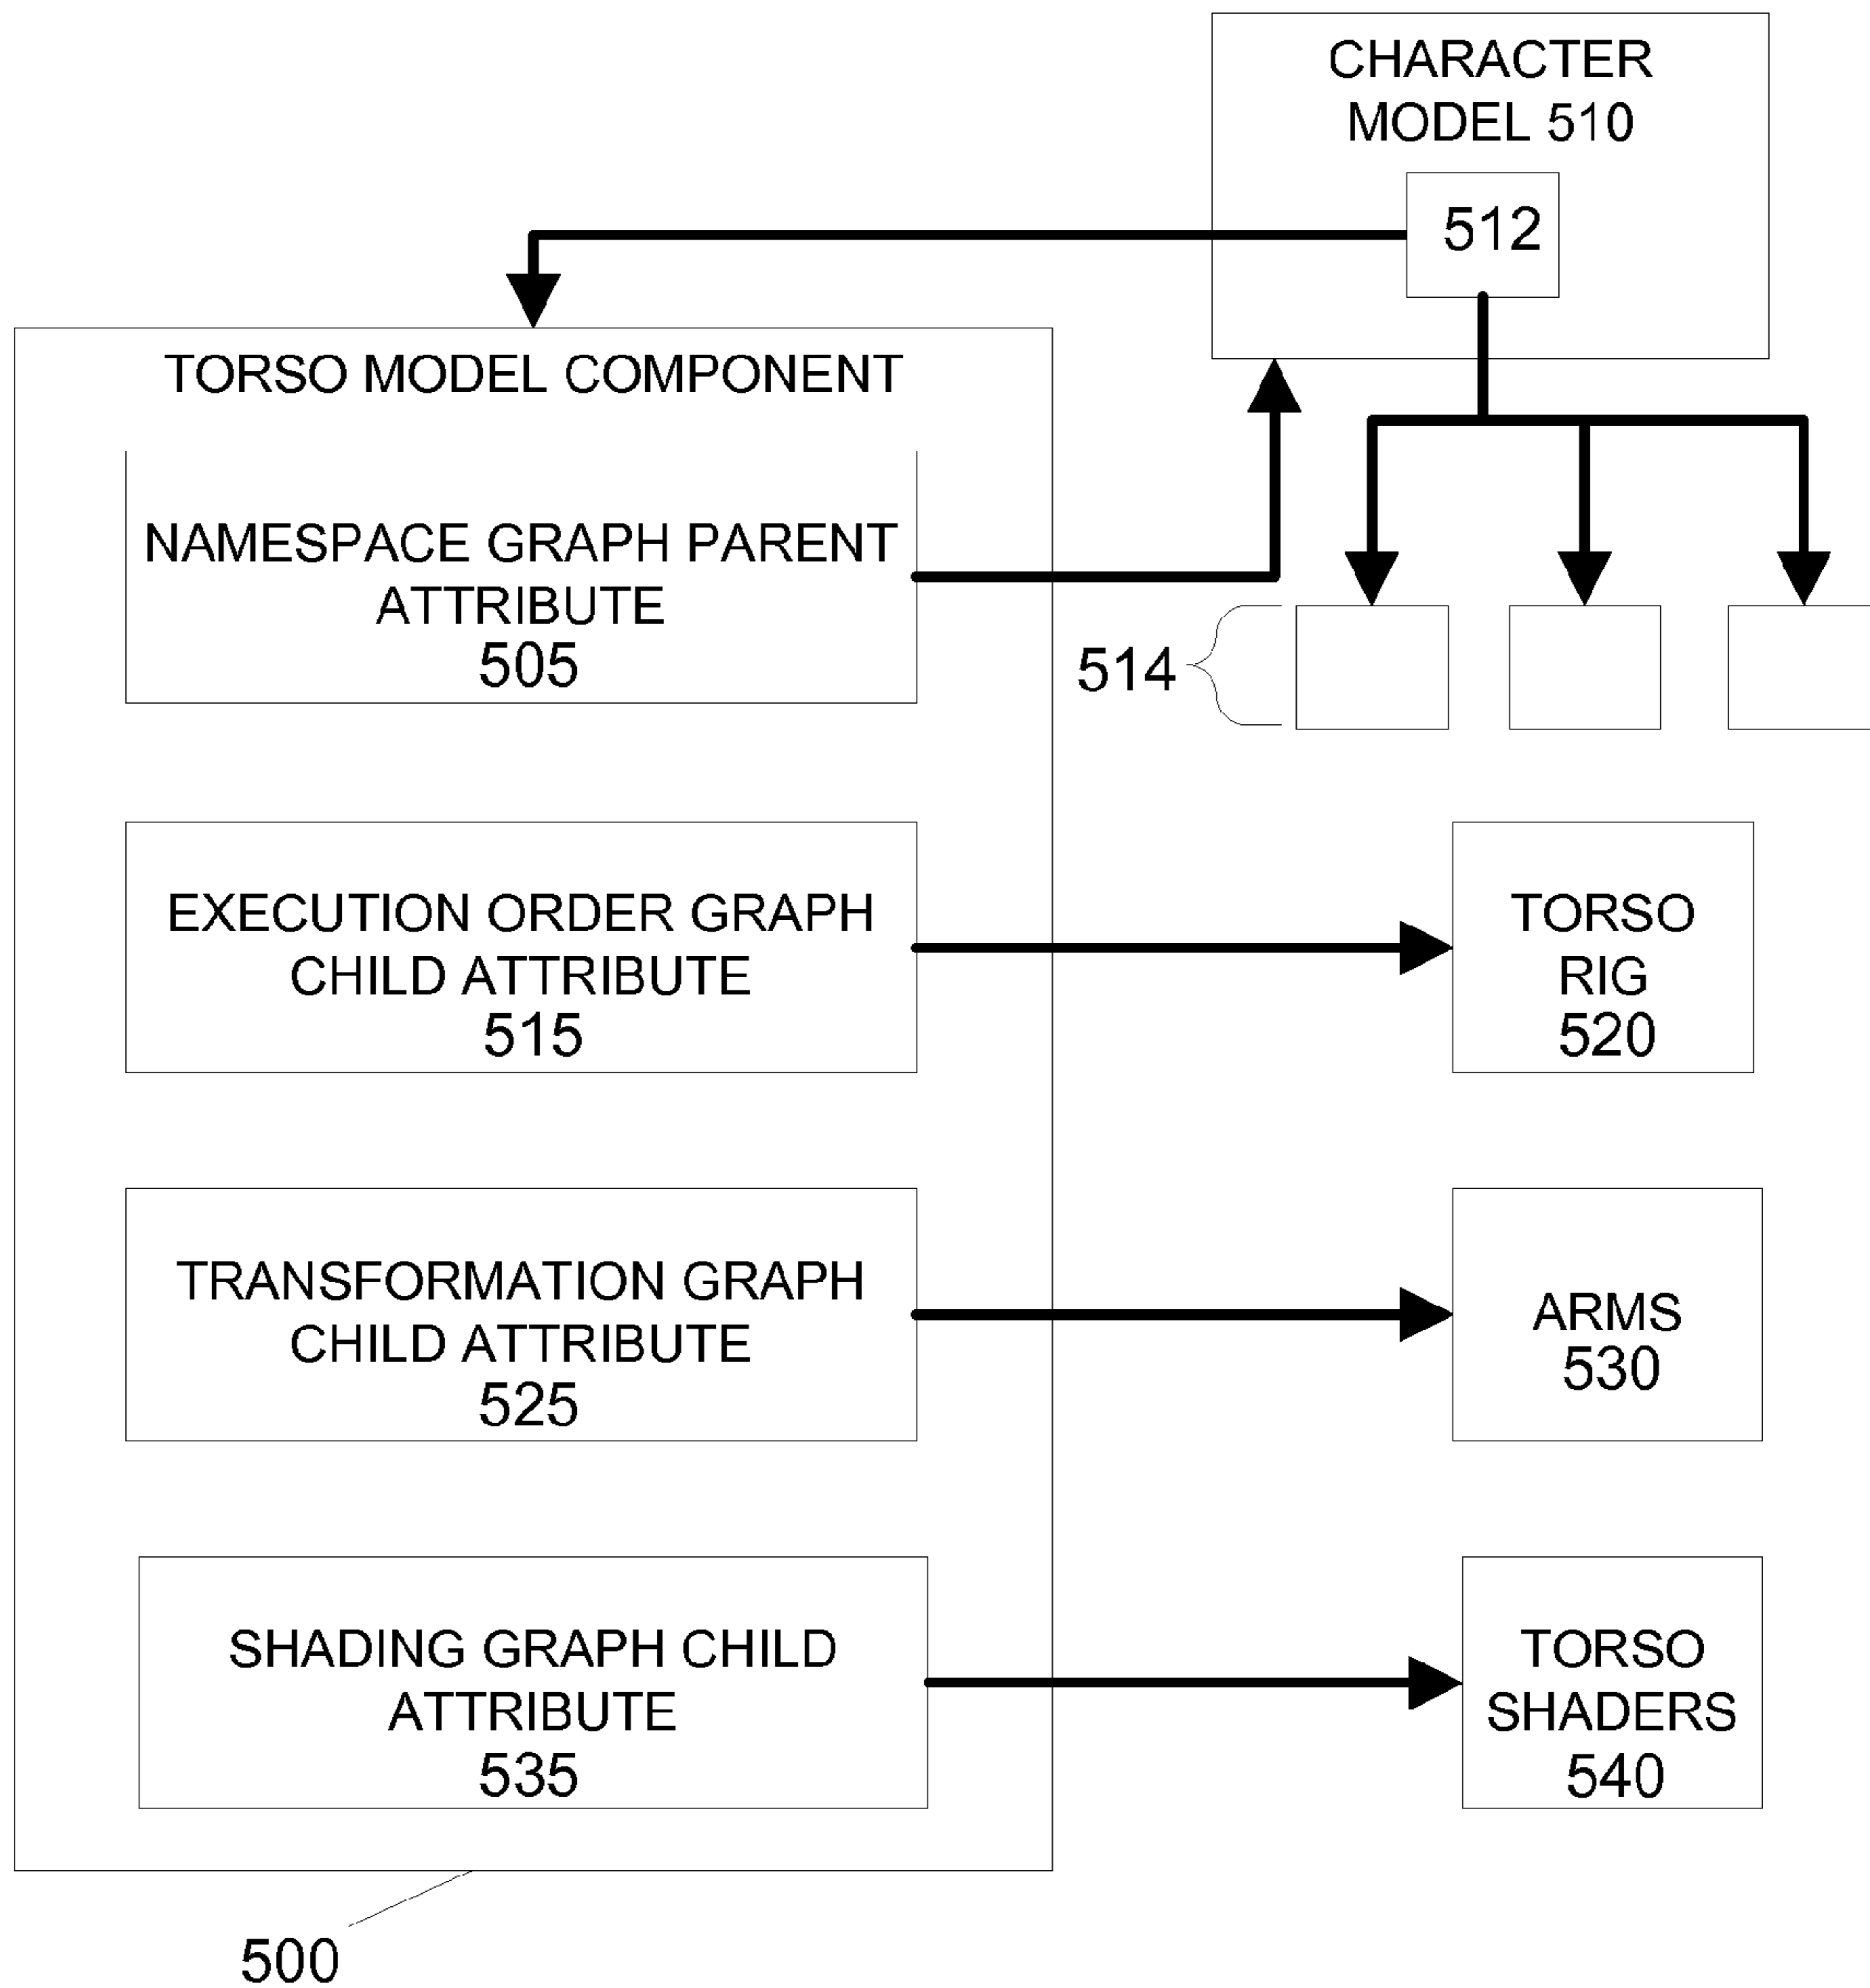 CHARACTER
MODEL 510
512
TORSO MODEL COMPONENT
NAMESPACE GRAPH PARENT
ATTRIBUTE
505
514
EXECUTION ORDER GRAPH
CHILD ATTRIBUTE
515
TORSO
RIG
520
TRANSFORMATION GRAPH
CHILD ATTRIBUTE
525
ARMS
530
SHADING GRAPH CHILD
ATTRIBUTE
535
TORSO
SHADERS
540
500